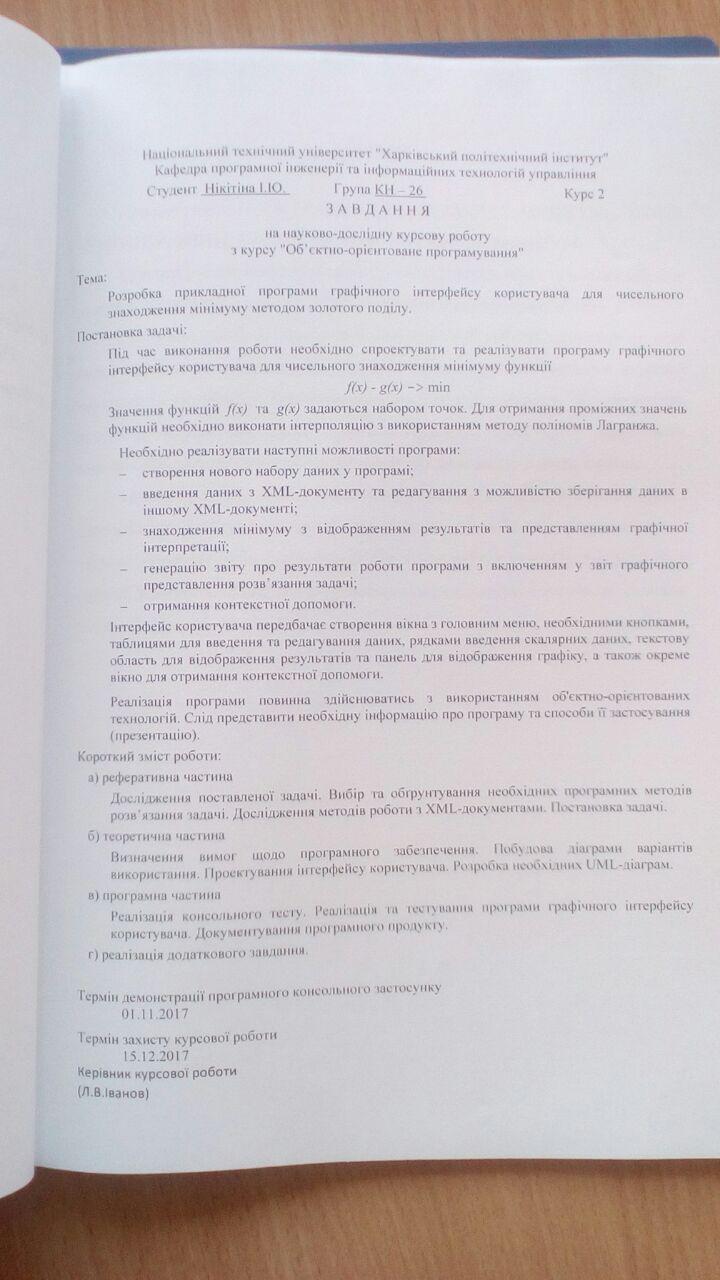 Національний технічний університет "Харківський політехнічний інститут"
Кафедра програмної інженерії та інформаційних технологій управління
Студент Нікітіна І.Ю. Група КН – 26 Курс 2
З А В Д А Н Н Я
на науково-дослідну курсову роботу
з курсу "Об’єктно-орієнтоване програмування"
Тема:
Розробка прикладної програми графічного інтерфейсу користувача для чисельного
знаходження мінімуму методом золотого поділу.
Постановка задачі:
Під час виконання роботи необхідно спроектувати та реалізувати програму графічного
інтерфейсу користувача для чисельного знаходження мінімуму функції
f(x) - g(x) –> min
Значення функцій f(x) та g(x) задаються набором точок. Для отримання проміжних значень
функцій необхідно виконати інтерполяцію з використанням методу поліномів Лагранжа.
Необхідно реалізувати наступні можливості програми:
– створення нового набору даних у програмі;
– введення даних з XML-документу та редагування з можливістю зберігання даних в
іншому XML-документі;
– знаходження мінімуму з відображенням результатів та представленням графічної
інтерпретації;
– генерацію звіту про результати роботи програми з включенням у звіт графічного
представлення розв’язання задачі;
– отримання контекстної допомоги.
Інтерфейс користувача передбачає створення вікна з головним меню, необхідними кнопками,
таблицями для введення та редагування даних, рядками введення скалярних даних, текстову
область для відображення результатів та панель для відображення графіку, а також окреме
вікно для отримання контекстної допомоги.
Реалізація програми повинна здійснюватись з використанням об'єктно-орієнтованих
технологій. Слід представити необхідну інформацію про програму та способи її застосування
(презентацію).
Короткий зміст роботи:
а) реферативна частина
Дослідження поставленої задачі. Вибір та обґрунтування необхідних програмних методів
розв’язання задачі. Дослідження методів роботи з XML-документами. Постановка задачі.
б) теоретична частина
Визначення вимог щодо програмного забезпечення. Побудова діаграми варіантів
використання. Проектування інтерфейсу користувача. Розробка необхідних UML-діаграм.
в) програмна частина
Реалізація консольного тесту. Реалізація та тестування програми графічного інтерфейсу
користувача. Документування програмного продукту.
г) реалізація додаткового завдання.
Термін демонстрації програмного консольного застосунку
01.11.2017
Термін захисту курсової роботи
15.12.2017
Керівник курсової роботи
(Л.В.Іванов)